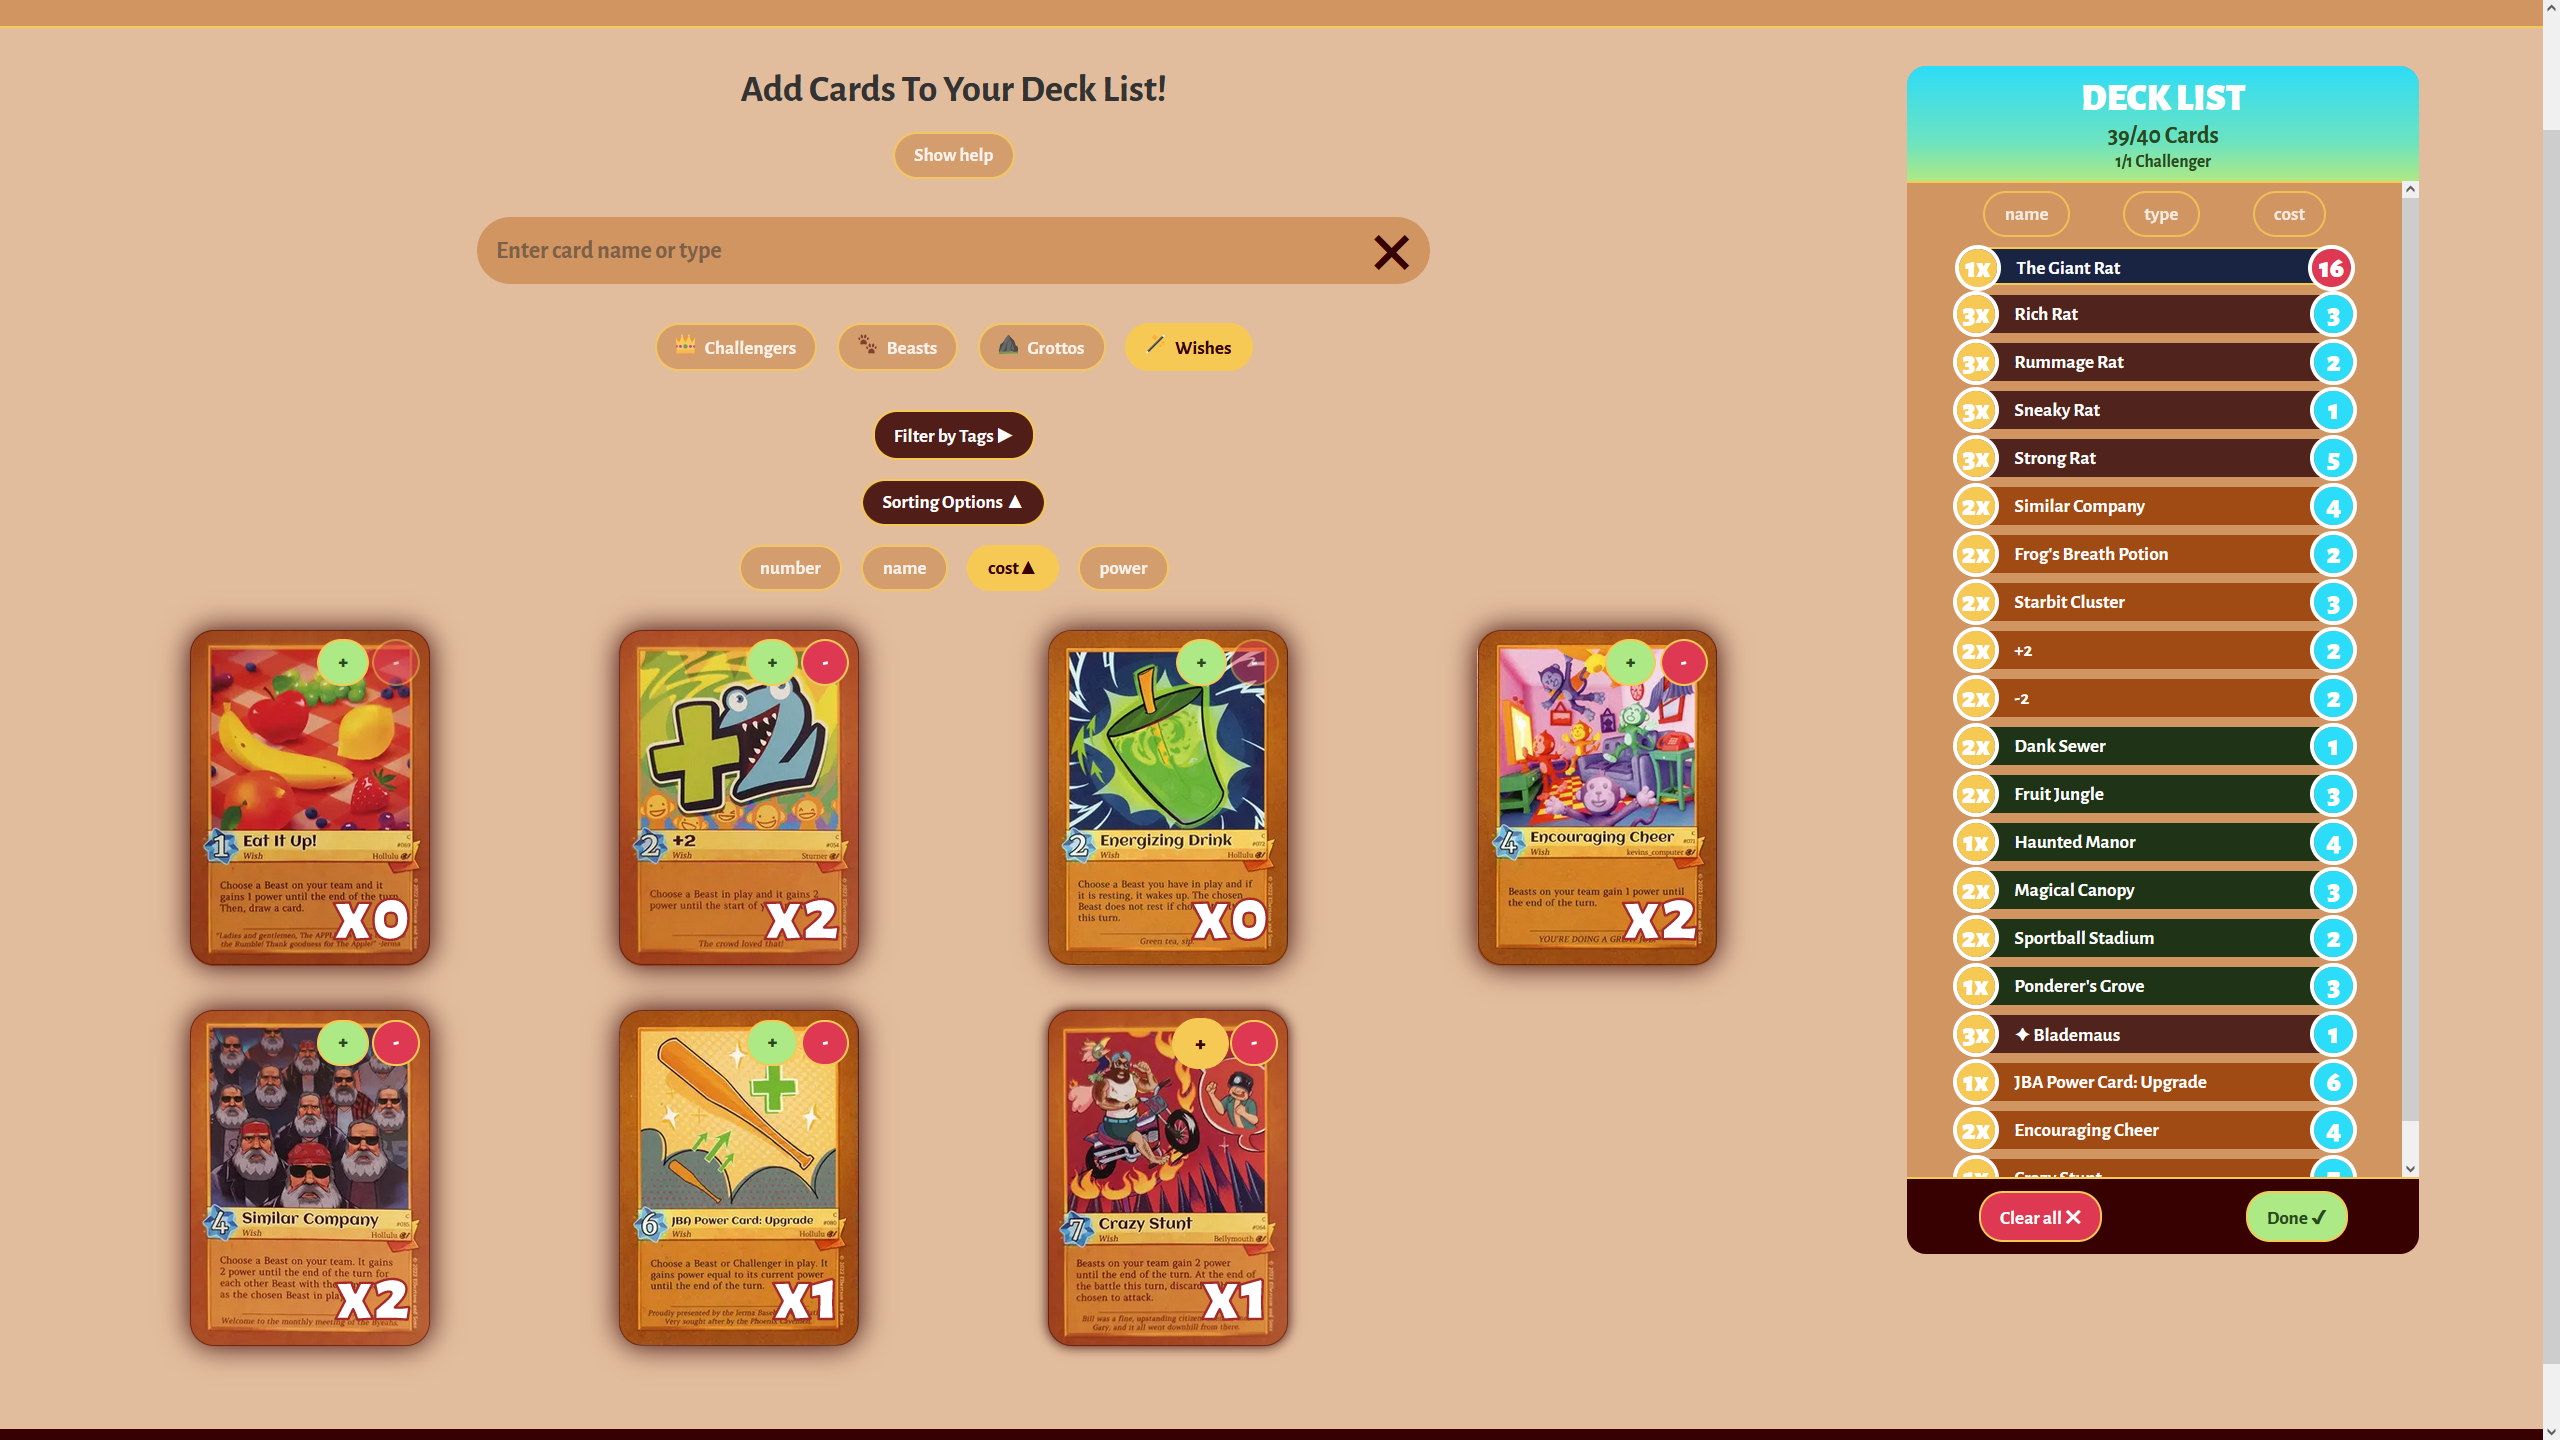 Add Cards To Your Deck List!
Show help
Enter card name or type
Challengers
Beasts
Grottos
Wishes
Filter by Tags ▶
Sorting Options ▲
number
name
cost ▲
power
+
-
1
Eat It Up!
Wish
Hollulu
Choose a Beast on your team and it
gains 1 power until the end of the turn.
Then, draw a card.
"Ladies and gentlemen, The APPL
the Rumble! Thank goodness for The Apple!" -Jerma
X0
+
-
+2
2
+2
Wish
Sturner
Choose a Beast in play and it gains 2
power until the start of
The crowd loved that!
X2
+
-
2
Energizing Drink
Wish
Hollulu
Choose a Beast you have in play and if
it is resting, it wakes up. The chosen
Beast does not rest if
this turn.
Green tea, sip.
X0
+
-
4
Encouraging Cheer
Wish
kevins_computer
Beasts on your team gain 1 power until
the end of the turn.
YOU'RE DOING A
X2
+
-
4
Similar Company
Wish
Hollulu
Choose a Beast on your team. It gains
2 power until the end of the turn for
each other Beast with the
as the chosen Beast in
Welcome to the monthly meeting of the Byeahs.
X2
+
-
6
JBA Power Card: Upgrade
Wish
Hollulu
Choose a Beast or Challenger in play. It
gains power equal to its current power
until the end of the turn.
Proudly presented by the Jerma
Very sought after by the Phoenix
X1
+
-
7
Crazy Stunt
Wish
Bellymouth
Beasts on your team gain 2 power
until the end of the turn. At the end of
the battle this turn, discard
chosen to attack.
Bill was a fine, upstanding citizen
Gary, and it all went downhill from there.
X1
DECK LIST
39/40 Cards
1/1 Challenger
name
type
cost
1x The Giant Rat 16
3x Rich Rat 3
3x Rummage Rat 2
3x Sneaky Rat 1
3x Strong Rat 5
2x Similar Company 4
2x Frog's Breath Potion 2
2x Starbit Cluster 3
2x +2 2
2x -2 2
2x Dank Sewer 1
2x Fruit Jungle 3
1x Haunted Manor 4
2x Magical Canopy 3
2x Sportball Stadium 2
1x Ponderer's Grove 3
3x ✦ Blademaus 1
1x JBA Power Card: Upgrade 6
2x Encouraging Cheer 4
Crazy Stunt
Clear all ✕
Done ✓